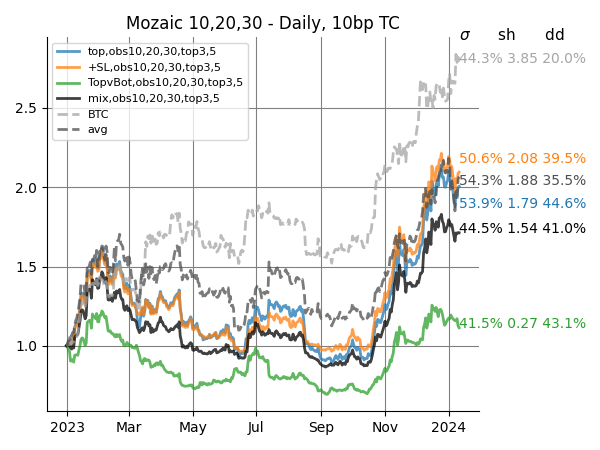 Mozaic 10,20,30 - Daily, 10bp TC
σ sh dd
top,obs10,20,30,top3,5
+SL,obs10,20,30,top3,5
TopvBot,obs10,20,30,top3,5
mix,obs10,20,30,top3,5
BTC
avg
44.3% 3.85 20.0%
50.6% 2.08 39.5%
54.3% 1.88 35.5%
53.9% 1.79 44.6%
44.5% 1.54 41.0%
41.5% 0.27 43.1%
2.5
2.0
1.5
1.0
2023 Mar May Jul Sep Nov 2024